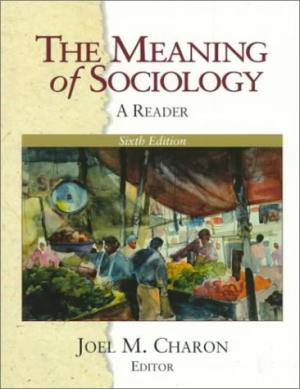 THE MEANING
of SOCIOLOGY
A READER
Sixth Edition
JOEL M. CHARON
EDITOR